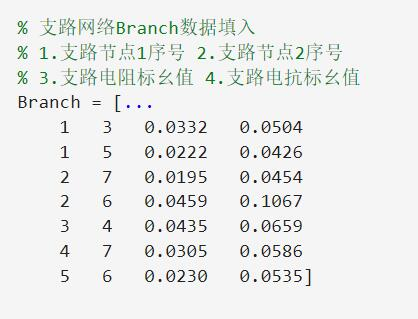 % 支路网络Branch数据填入
% 1.支路节点1序号 2.支路节点2序号
% 3.支路电阻标幺值 4.支路电抗标幺值
Branch = [...
1 3 0.0332 0.0504
1 5 0.0222 0.0426
2 7 0.0195 0.0454
2 6 0.0459 0.1067
3 4 0.0435 0.0659
4 7 0.0305 0.0586
5 6 0.0230 0.0535]